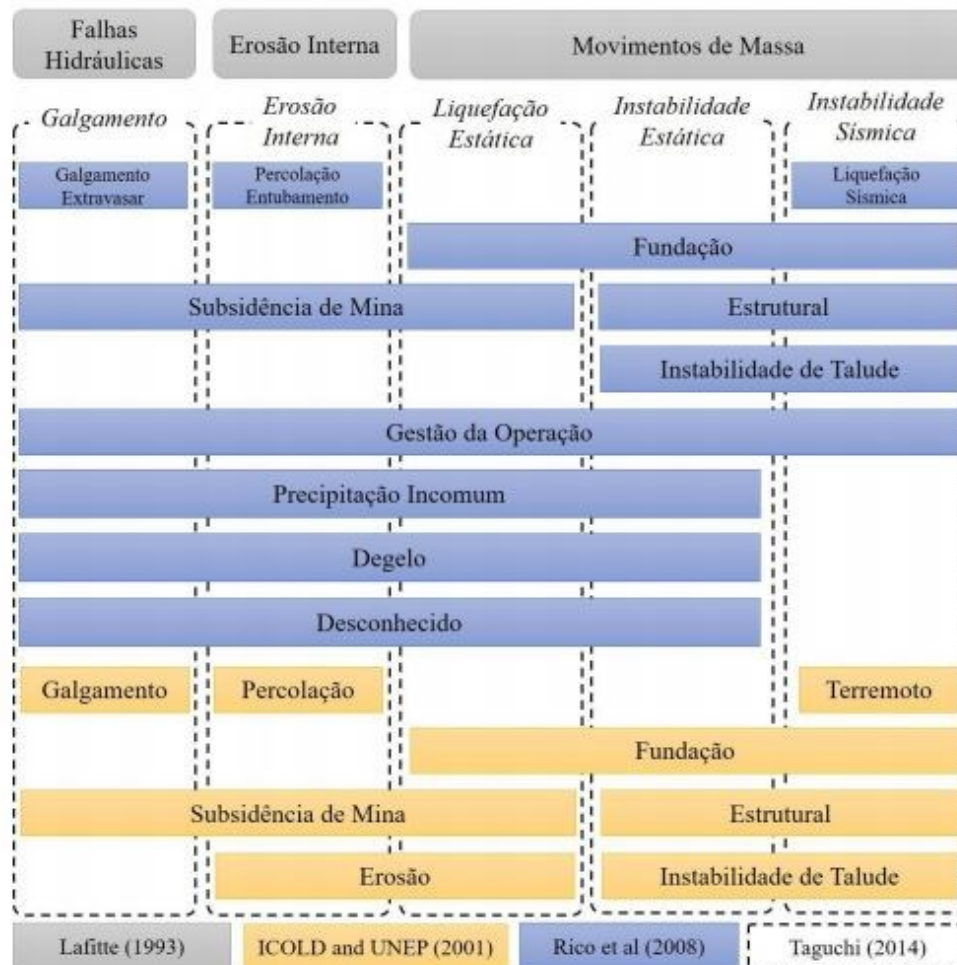 Falhas
Hidráulicas
Erosão Interna
Movimentos de Massa
Galgamento
Erosão
Interna
Liquefação
Estática
Instabilidade
Estática
Instabilidade
Sísmica
Galgamento
Extravasar
Percolação
Entubamento
Liquefação
Sísmica
Fundação
Subsidência de Mina
Estrutural
Instabilidade de Talude
Gestão da Operação
Precipitação Incomum
Degelo
Desconhecido
Galgamento
Percolação
Terremoto
Fundação
Subsidência de Mina
Estrutural
Erosão
Instabilidade de Talude
Lafitte (1993)
ICOLD and UNEP (2001)
Rico et al (2008)
Taguchi (2014)